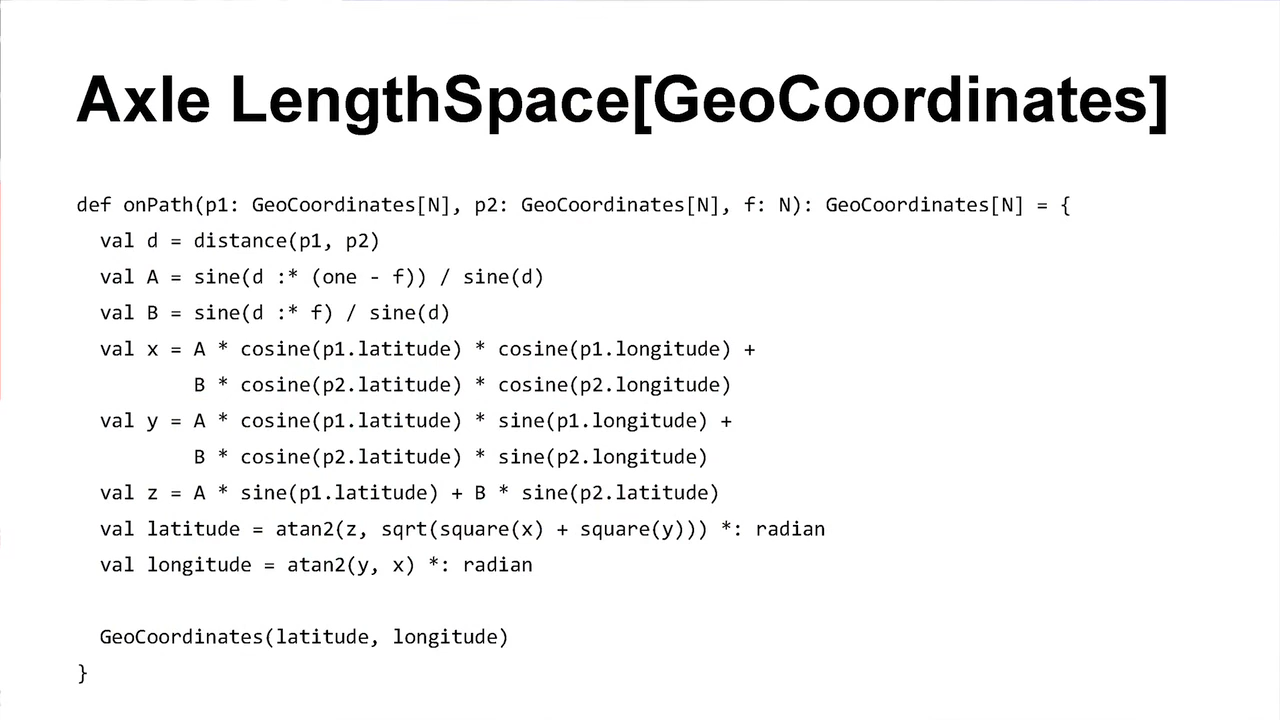 Axle LengthSpace[GeoCoordinates]
def onPath(p1: GeoCoordinates[N], p2: GeoCoordinates[N], f: N): GeoCoordinates[N] = {
  val d = distance(p1, p2)
  val A = sine(d :* (one - f)) / sine(d)
  val B = sine(d :* f) / sine(d)
  val x = A * cosine(p1.latitude) * cosine(p1.longitude) +
          B * cosine(p2.latitude) * cosine(p2.longitude)
  val y = A * cosine(p1.latitude) * sine(p1.longitude) +
          B * cosine(p2.latitude) * sine(p2.longitude)
  val z = A * sine(p1.latitude) + B * sine(p2.latitude)
  val latitude = atan2(z, sqrt(square(x) + square(y))) *: radian
  val longitude = atan2(y, x) *: radian
  GeoCoordinates(latitude, longitude)
}